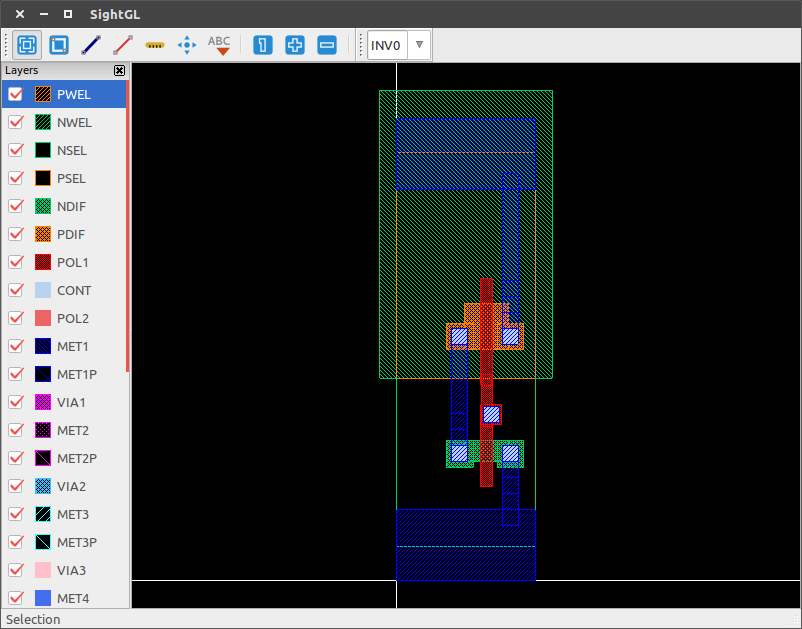 SightGL
ABC
INV0
Layers
PWEL
NWEL
NSEL
PSEL
NDIF
PDIF
POL1
CONT
POL2
MET1
MET1P
VIA1
MET2
MET2P
VIA2
MET3
MET3P
VIA3
MET4
Selection